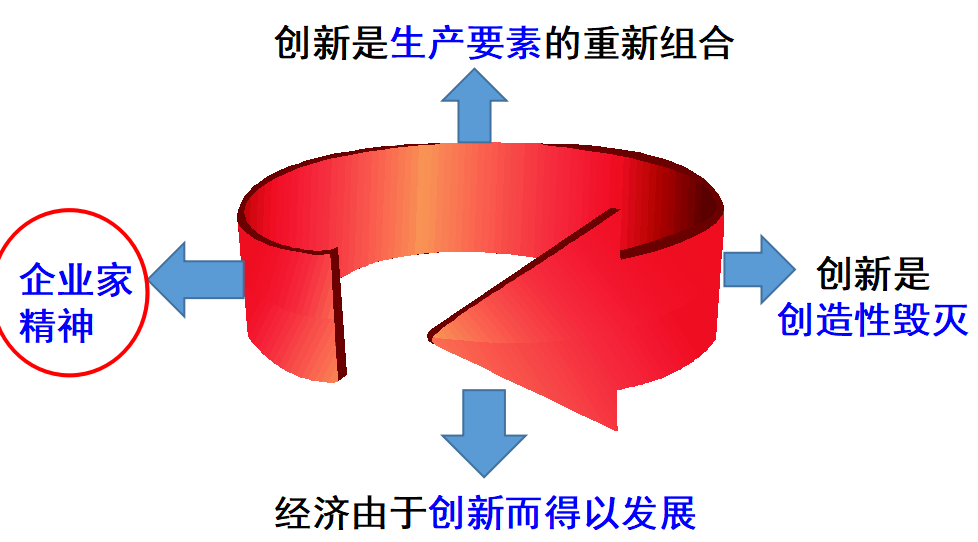 创新是生产要素的重新组合
企业家
精神
创新是
创造性毁灭
经济由于创新而得以发展